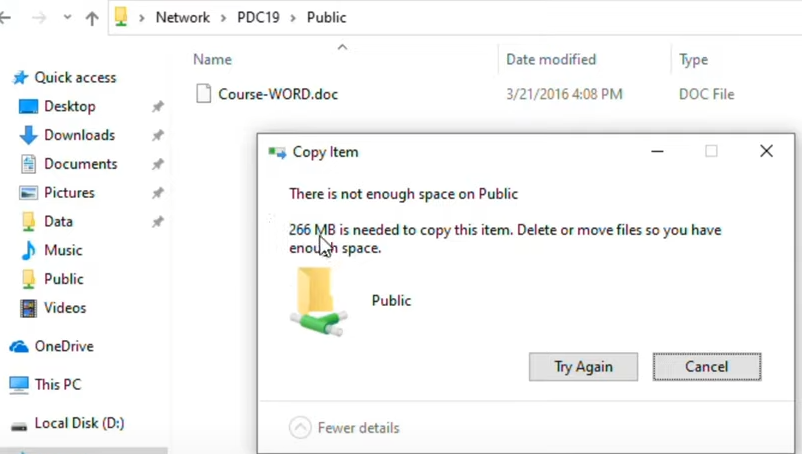 Network > PDC19 > Public
Name
Date modified
Type
Quick access
Course-WORD.doc
3/21/2016 4:08 PM
DOC File
Desktop
Downloads
Documents
Pictures
Data
Music
Public
Videos
OneDrive
This PC
Local Disk (D:)
Copy Item
There is not enough space on Public
266 MB is needed to copy this item. Delete or move files so you have
enough space.
Public
Try Again
Cancel
Fewer details